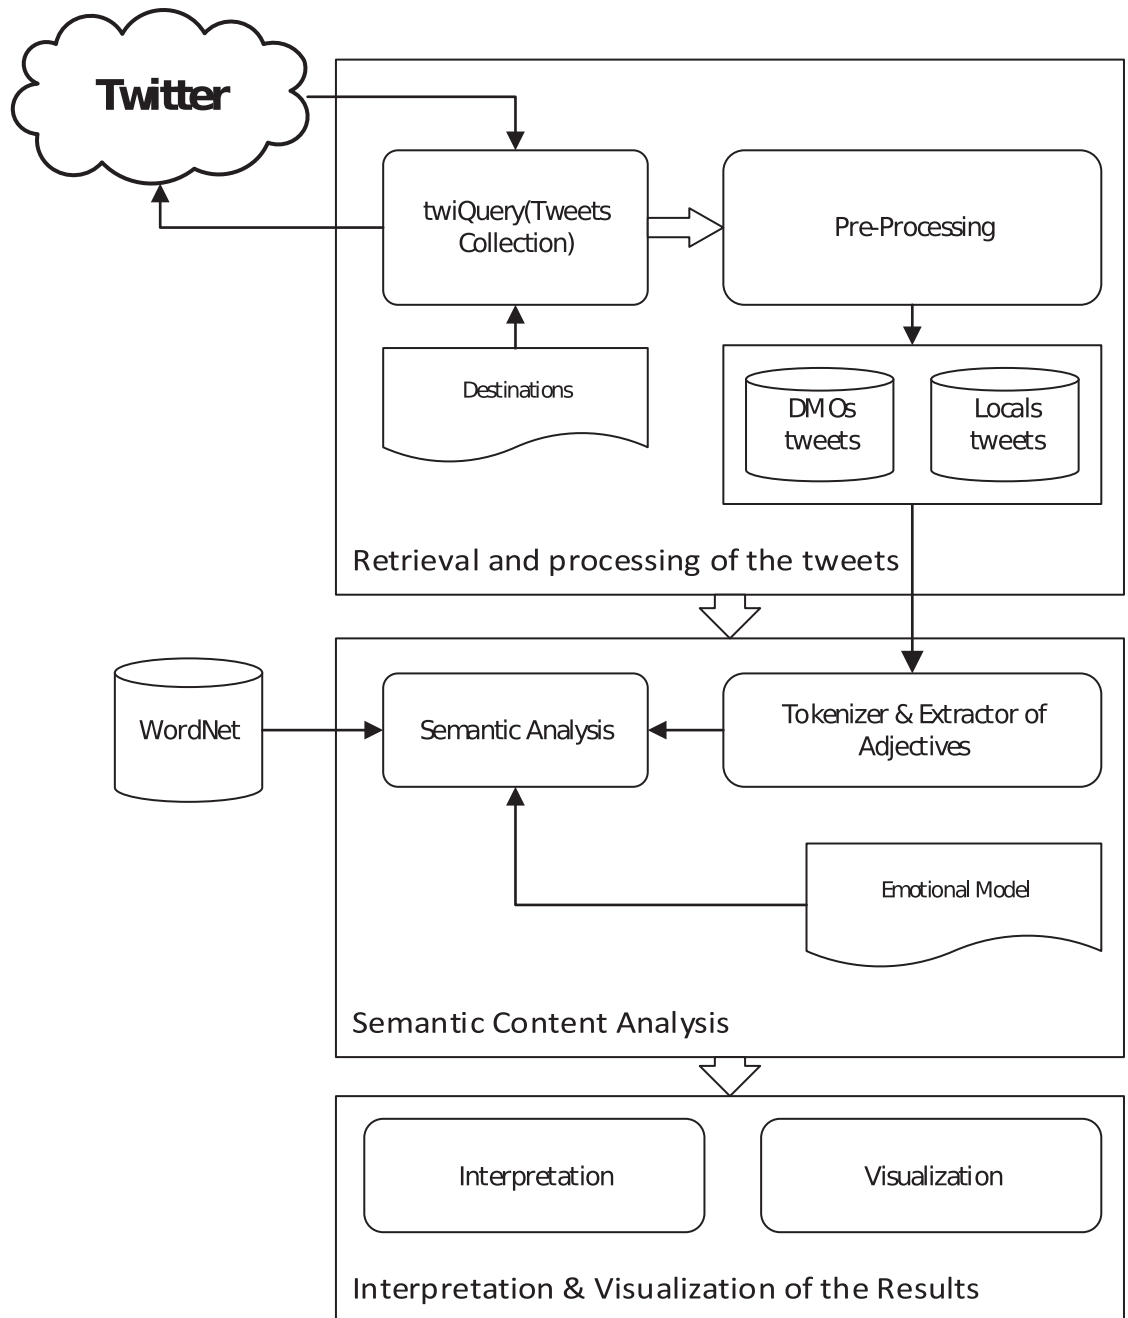 Twitter
twiQuery(Tweets
Collection)
Pre-Processing
Destinations
DMOs
tweets
Locals
tweets
Retrieval and processing of the tweets
WordNet
Semantic Analysis
Tokenizer & Extractor of
Adjectives
Emotional Model
Semantic Content Analysis
Interpretation
Visualization
Interpretation & Visualization of the Results